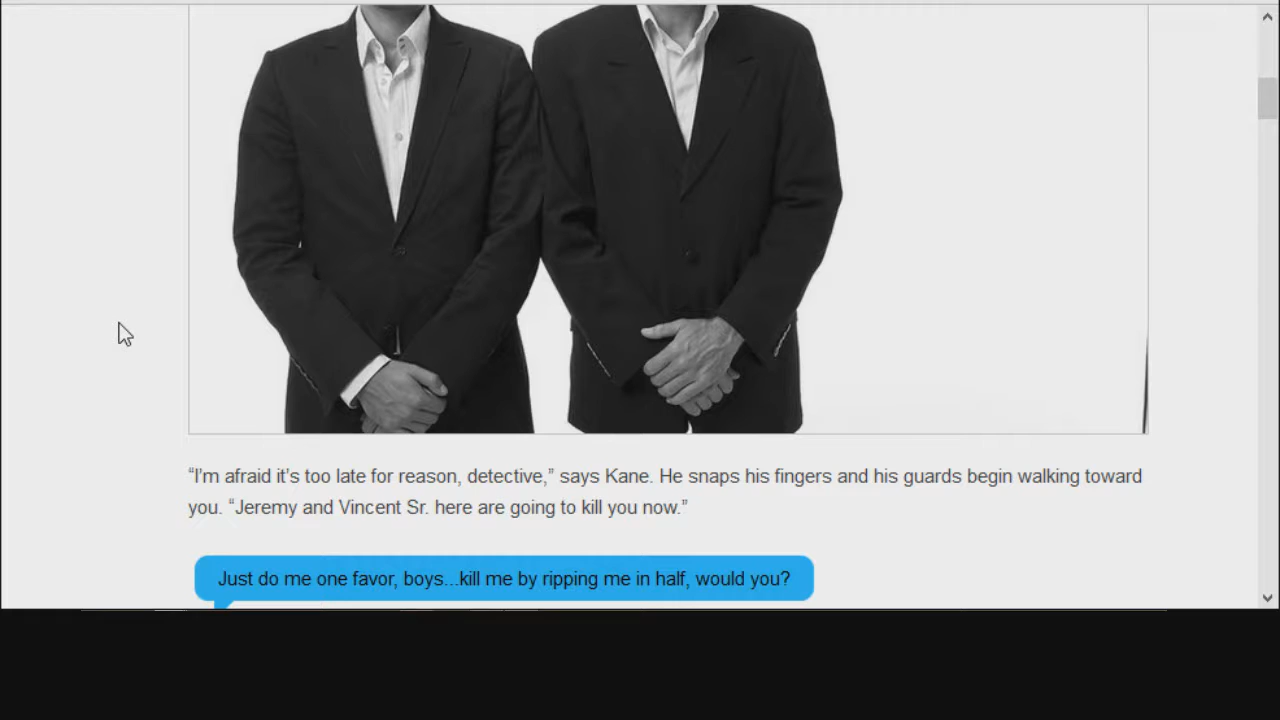 “I’m afraid it’s too late for reason, detective,” says Kane. He snaps his fingers and his guards begin walking toward
you. “Jeremy and Vincent Sr. here are going to kill you now.”
Just do me one favor, boys...kill me by ripping me in half, would you?